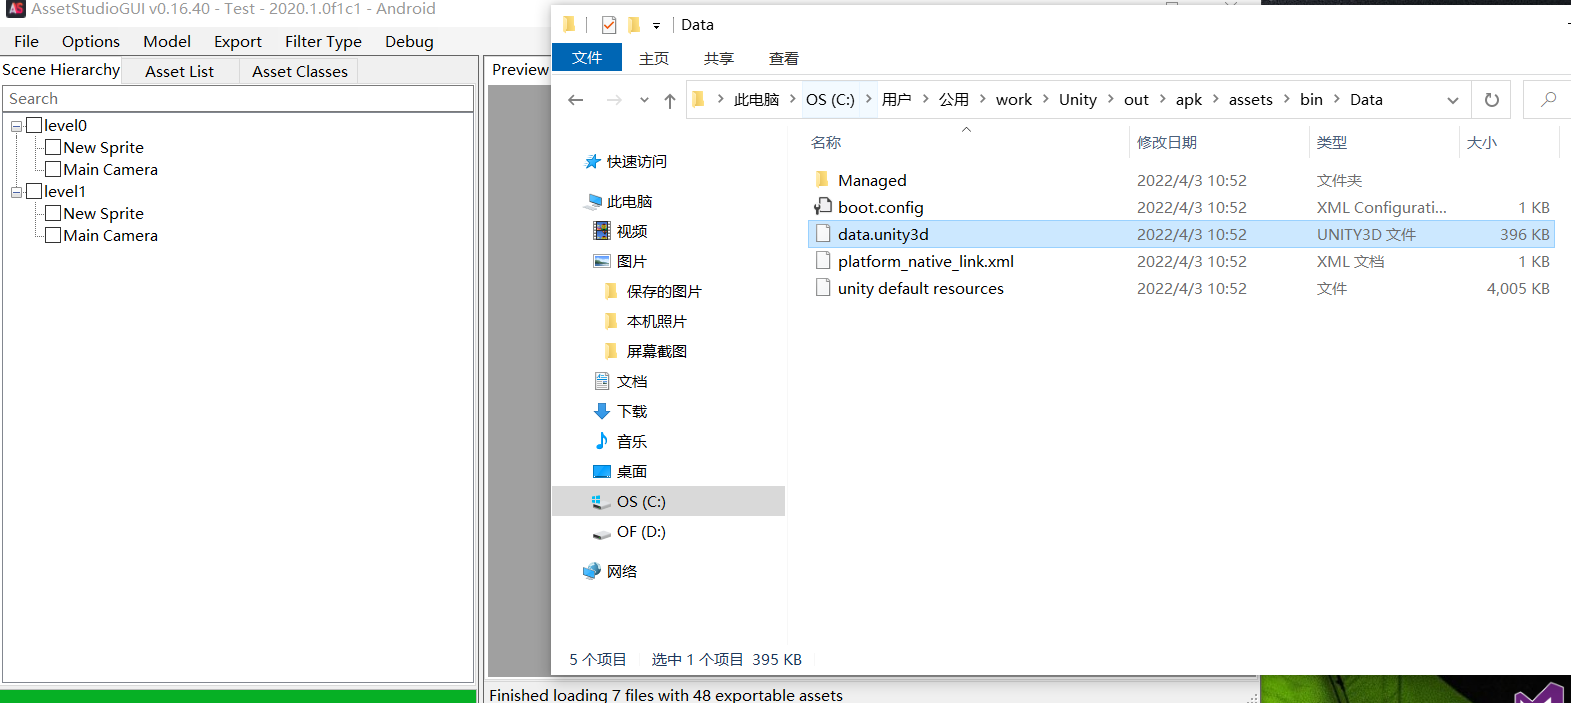 AssetStudioGUI v0.16.40 - Test - 2020.1.0f1c1 - Android
File Options Model Export Filter Type Debug
Scene Hierarchy Asset List Asset Classes
Search
level0
New Sprite
Main Camera
level1
New Sprite
Main Camera
Preview
Finished loading 7 files with 48 exportable assets
Data
文件 主页 共享 查看
此电脑 OS (C:) 用户 公用 work Unity out apk assets bin Data
快速访问
此电脑
视频
图片
保存的图片
本机照片
屏幕截图
文档
下载
音乐
桌面
OS (C:)
OF (D:)
网络
名称 修改日期 类型 大小
Managed 2022/4/3 10:52 文件夹
boot.config 2022/4/3 10:52 XML Configurati... 1 KB
data.unity3d 2022/4/3 10:52 UNITY3D 文件 396 KB
platform_native_link.xml 2022/4/3 10:52 XML 文档 1 KB
unity default resources 2022/4/3 10:52 文件 4,005 KB
5 个项目 选中 1 个项目 395 KB